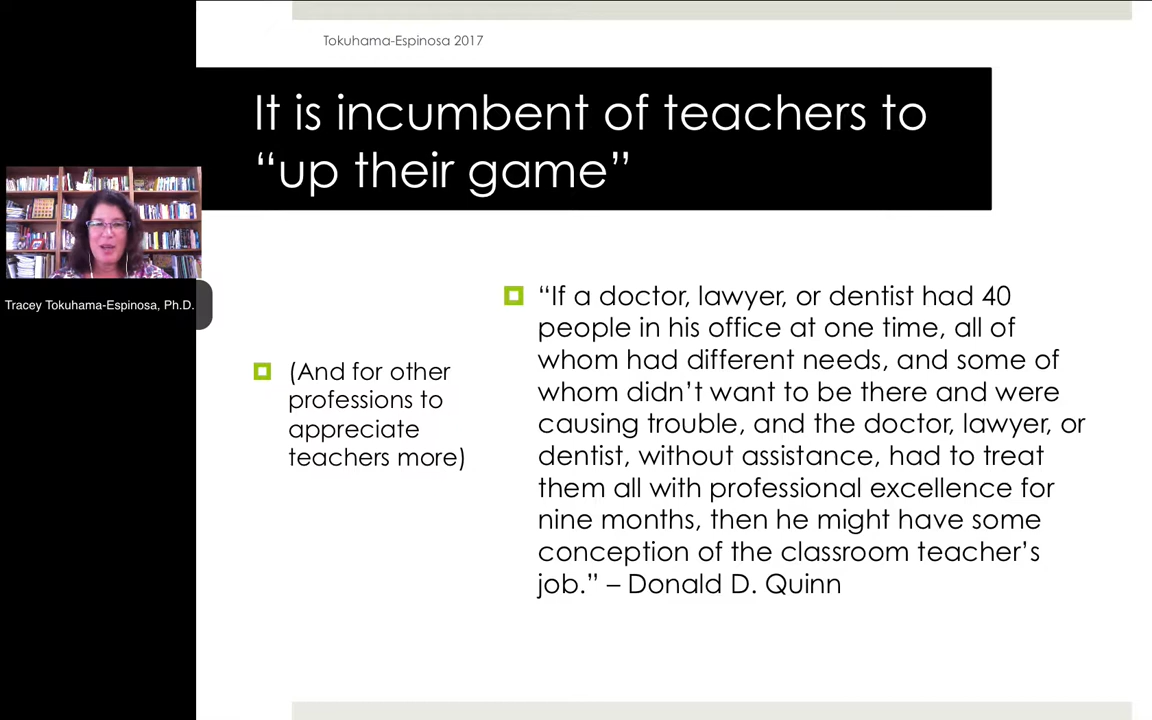 Tokuhama-Espinosa 2017
It is incumbent of teachers to
“up their game”
Tracey Tokuhama-Espinosa, Ph.D.
(And for other
professions to
appreciate
teachers more)
“If a doctor, lawyer, or dentist had 40
people in his office at one time, all of
whom had different needs, and some of
whom didn’t want to be there and were
causing trouble, and the doctor, lawyer, or
dentist, without assistance, had to treat
them all with professional excellence for
nine months, then he might have some
conception of the classroom teacher’s
job.” – Donald D. Quinn